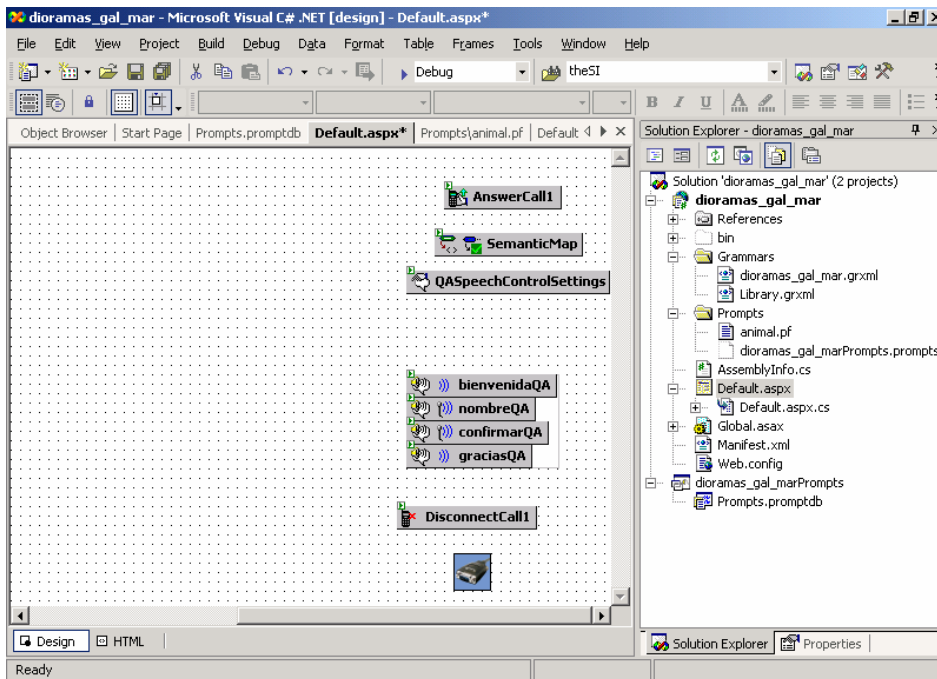 dioramas_gal_mar - Microsoft Visual C# .NET [design] - Default.aspx*
File Edit View Project Build Debug Data Format Table Frames Tools Window Help
Debug theSI
B I U A
Object Browser Start Page Prompts.promptdb Default.aspx* Prompts\animal.pf Default
AnswerCall1
SemanticMap
QASpeechControlSettings
bienvenidaQA
nombreQA
confirmarQA
graciasQA
DisconnectCall1
Design HTML
Solution Explorer - dioramas_gal_mar
Solution 'dioramas_gal_mar' (2 projects)
dioramas_gal_mar
References
bin
Grammars
dioramas_gal_mar.grxml
Library.grxml
Prompts
animal.pf
dioramas_gal_marPrompts.prompts
AssemblyInfo.cs
Default.aspx
Default.aspx.cs
Global.asax
Manifest.xml
Web.config
dioramas_gal_marPrompts
Prompts.promptdb
Solution Explorer Properties
Ready